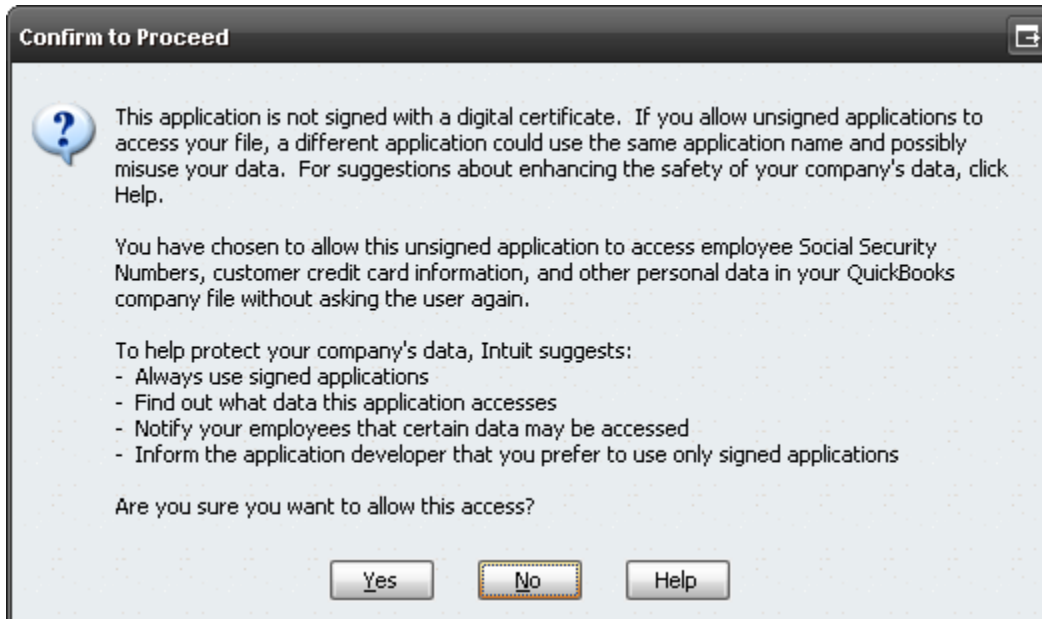 Confirm to Proceed
This application is not signed with a digital certificate.  If you allow unsigned applications to
access your file, a different application could use the same application name and possibly
misuse your data.  For suggestions about enhancing the safety of your company's data, click
Help.
You have chosen to allow this unsigned application to access employee Social Security
Numbers, customer credit card information, and other personal data in your QuickBooks
company file without asking the user again.
To help protect your company's data, Intuit suggests:
-  Always use signed applications
-  Find out what data this application accesses
-  Notify your employees that certain data may be accessed
-  Inform the application developer that you prefer to use only signed applications
Are you sure you want to allow this access?
Yes No Help